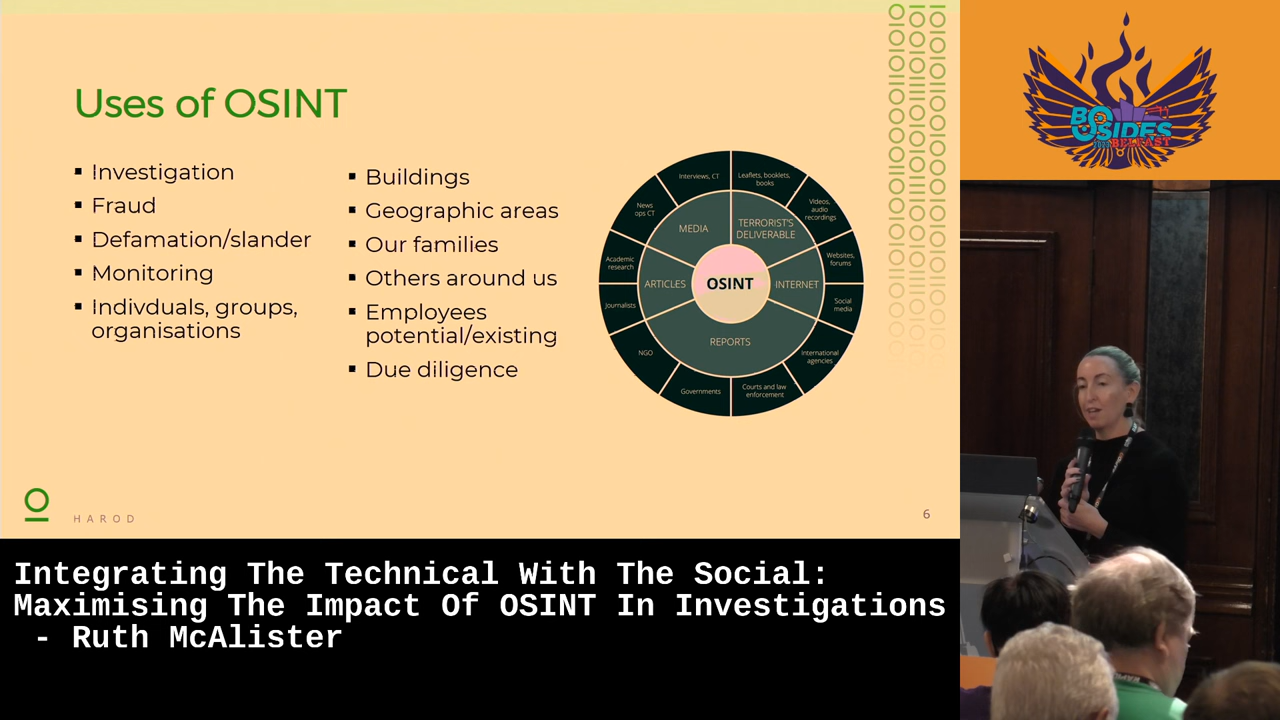 Uses of OSINT
Investigation
Fraud
Defamation/slander
Monitoring
Indivduals, groups,
organisations
Buildings
Geographic areas
Our families
Others around us
Employees
potential/existing
Due diligence
Interviews, CT
Leaflets, booklets,
books
News
ops CT
Videos,
audio
recordings
MEDIA
TERRORIST'S
DELIVERABLE
Academic
research
Websites,
forums
ARTICLES
OSINT
INTERNET
Journalists
Social
media
REPORTS
NGO
International
agencies
Governments
Courts and law
enforcement
HAROD
6
BSIDES
BELFAST
Integrating The Technical With The Social:
Maximising The Impact Of OSINT In Investigations
- Ruth McAlister